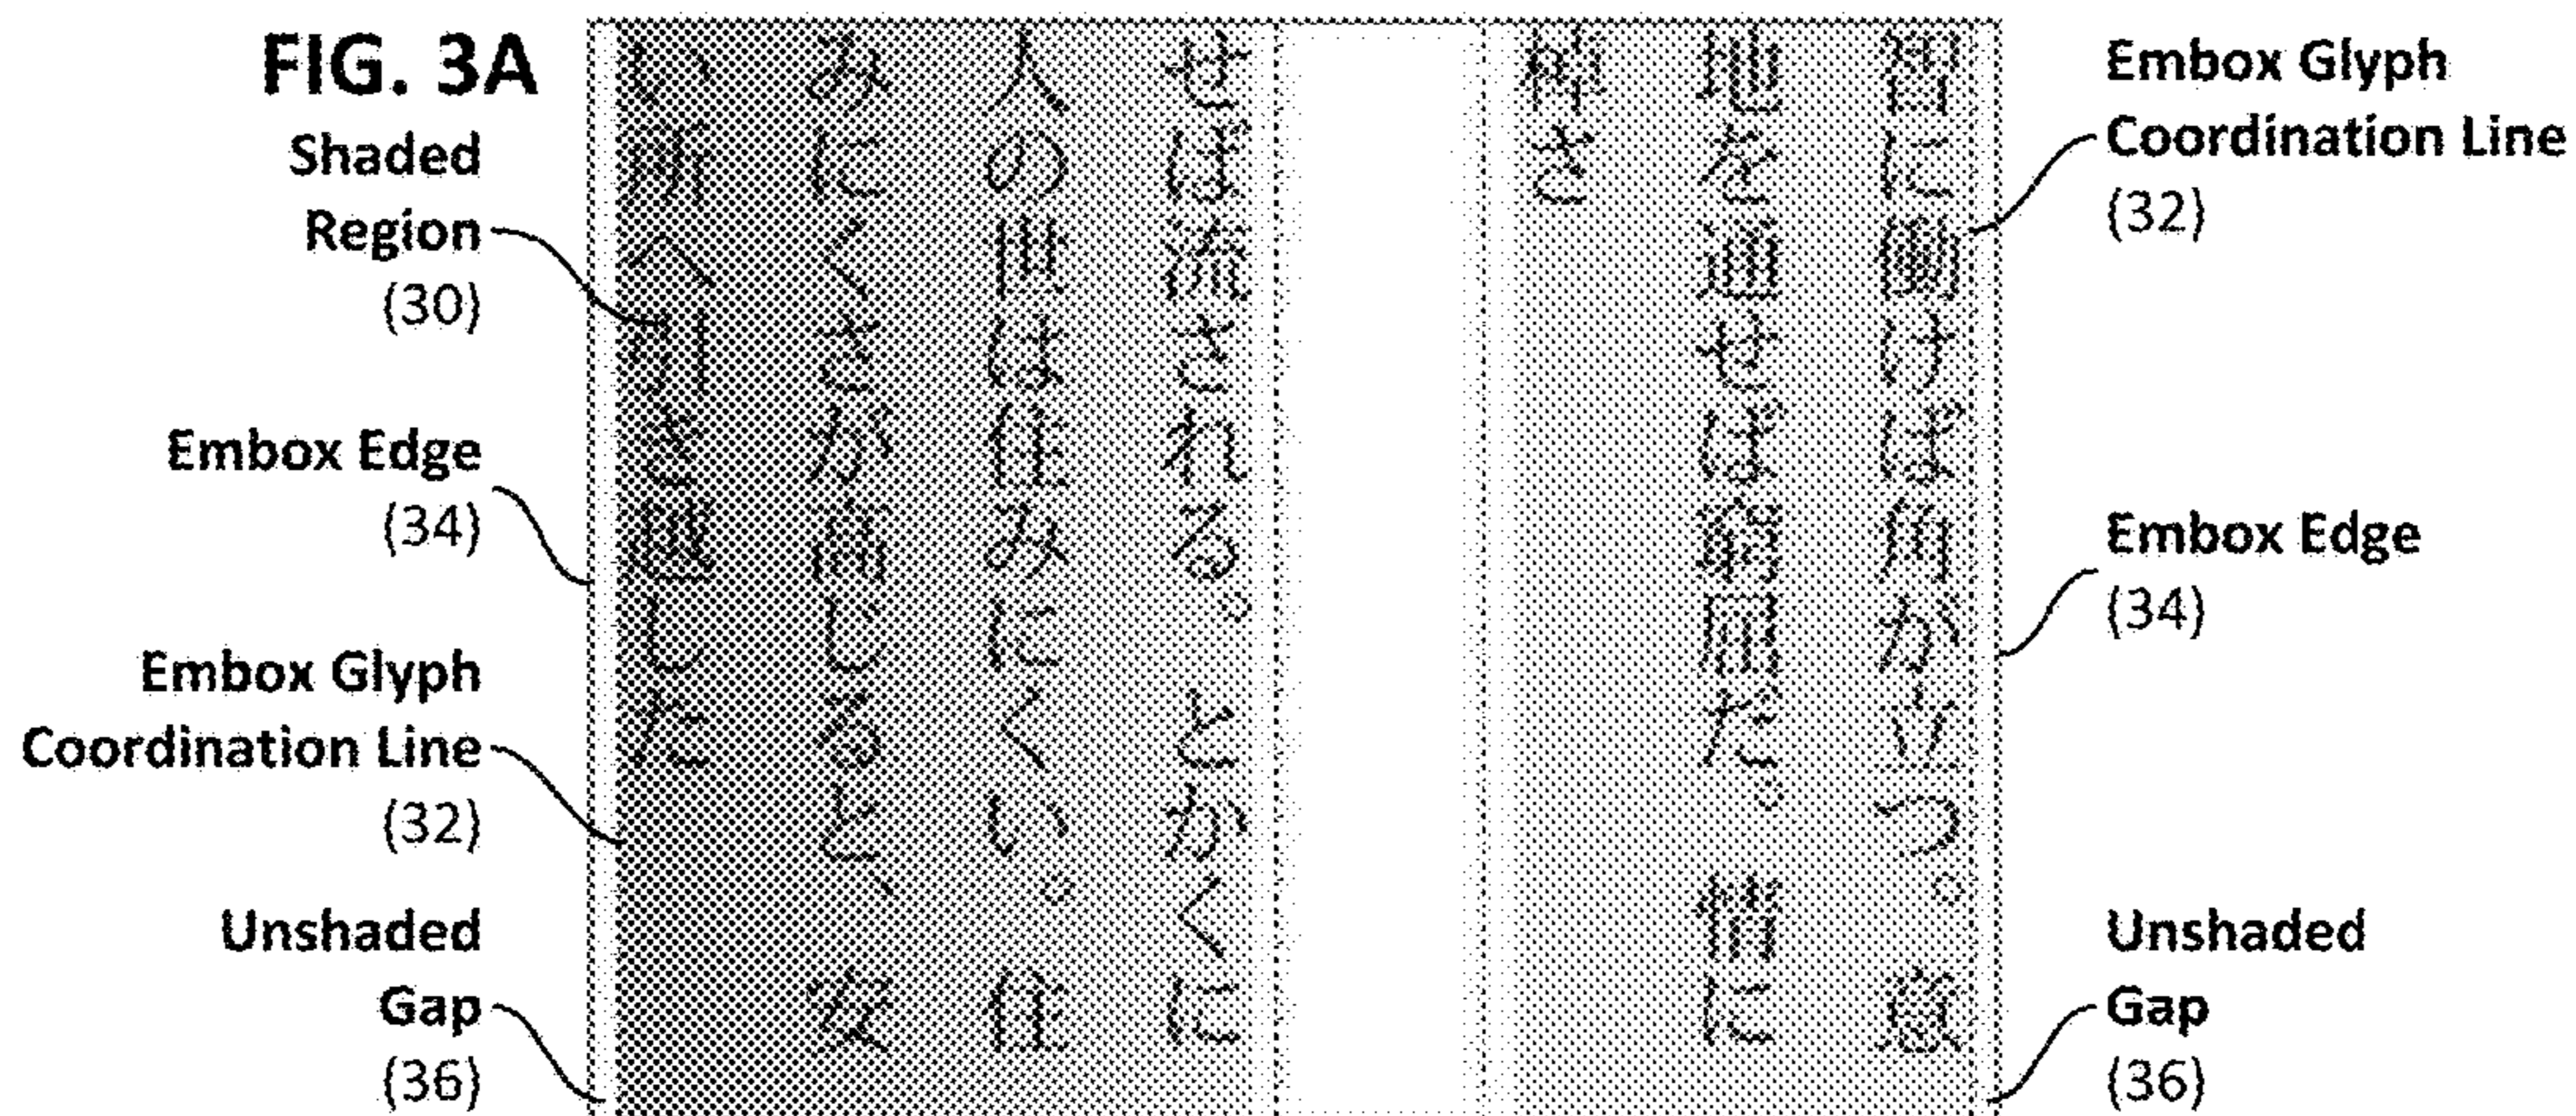 FIG. 3A
Shaded
Region
(30)
Embox Edge
(34)
Embox Glyph
Coordination Line
(32)
Unshaded
Gap
(36)
智に働けば角が立つ。意
地を通せば窮屈だ。情に
棹さ
せば流される。とかくに
人の世は住みにくい。住
みにくさが高じると、安
い所へ引き越した
Embox Glyph
Coordination Line
(32)
Embox Edge
(34)
Unshaded
Gap
(36)